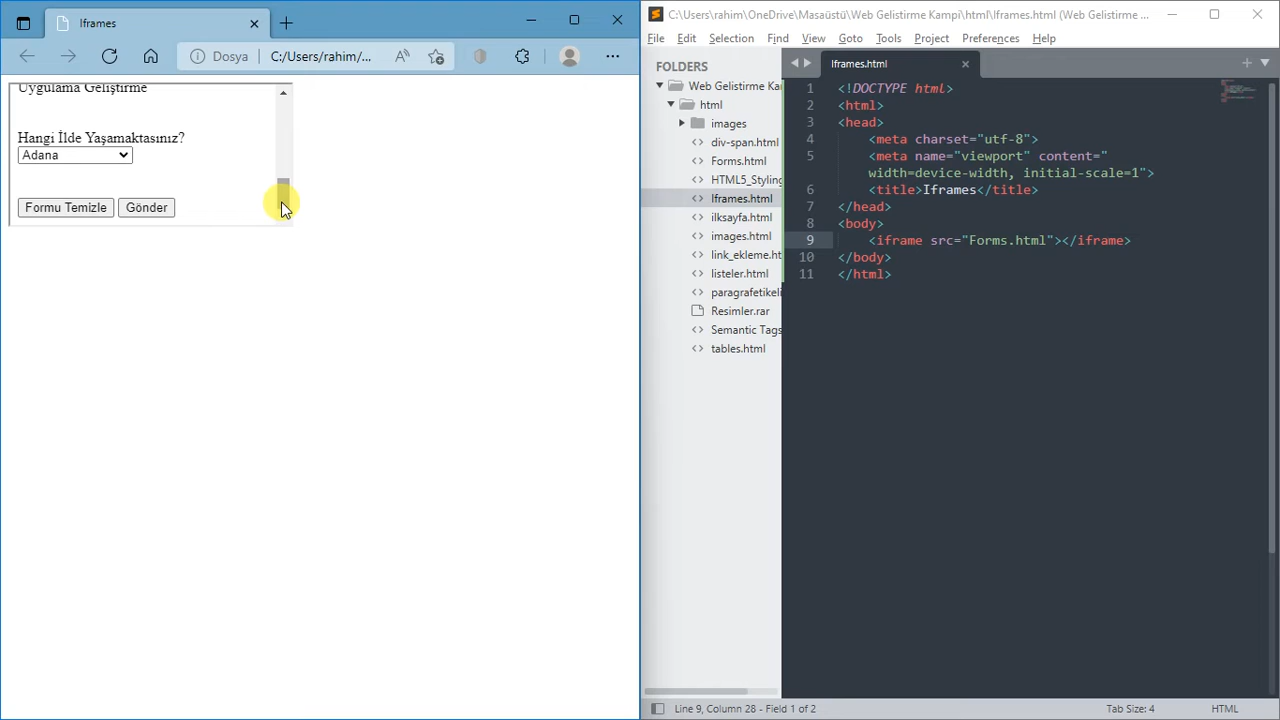 Iframes
Dosya
C:/Users/rahim/...
Uygulama Geliştirme
Hangi İlde Yaşamaktasınız?
Adana
Formu Temizle
Gönder
C:\Users\rahim\OneDrive\Masaüstü\Web Gelistirme Kampi\html\Iframes.html (Web Gelistirme ...
File Edit Selection Find View Goto Tools Project Preferences Help
FOLDERS
Web Gelistirme Ka
html
images
div-span.html
Forms.html
HTML5_Styling
Iframes.html
ilksayfa.html
images.html
link_ekleme.ht
listeler.html
paragrafetikeli
Resimler.rar
Semantic Tags
tables.html
Iframes.html
1 <!DOCTYPE html>
2 <html>
3 <head>
4 <meta charset="utf-8">
5 <meta name="viewport" content="
width=device-width, initial-scale=1">
6 <title>Iframes</title>
7 </head>
8 <body>
9 <iframe src="Forms.html"></iframe>
10 </body>
11 </html>
Line 9, Column 28 - Field 1 of 2
Tab Size: 4
HTML